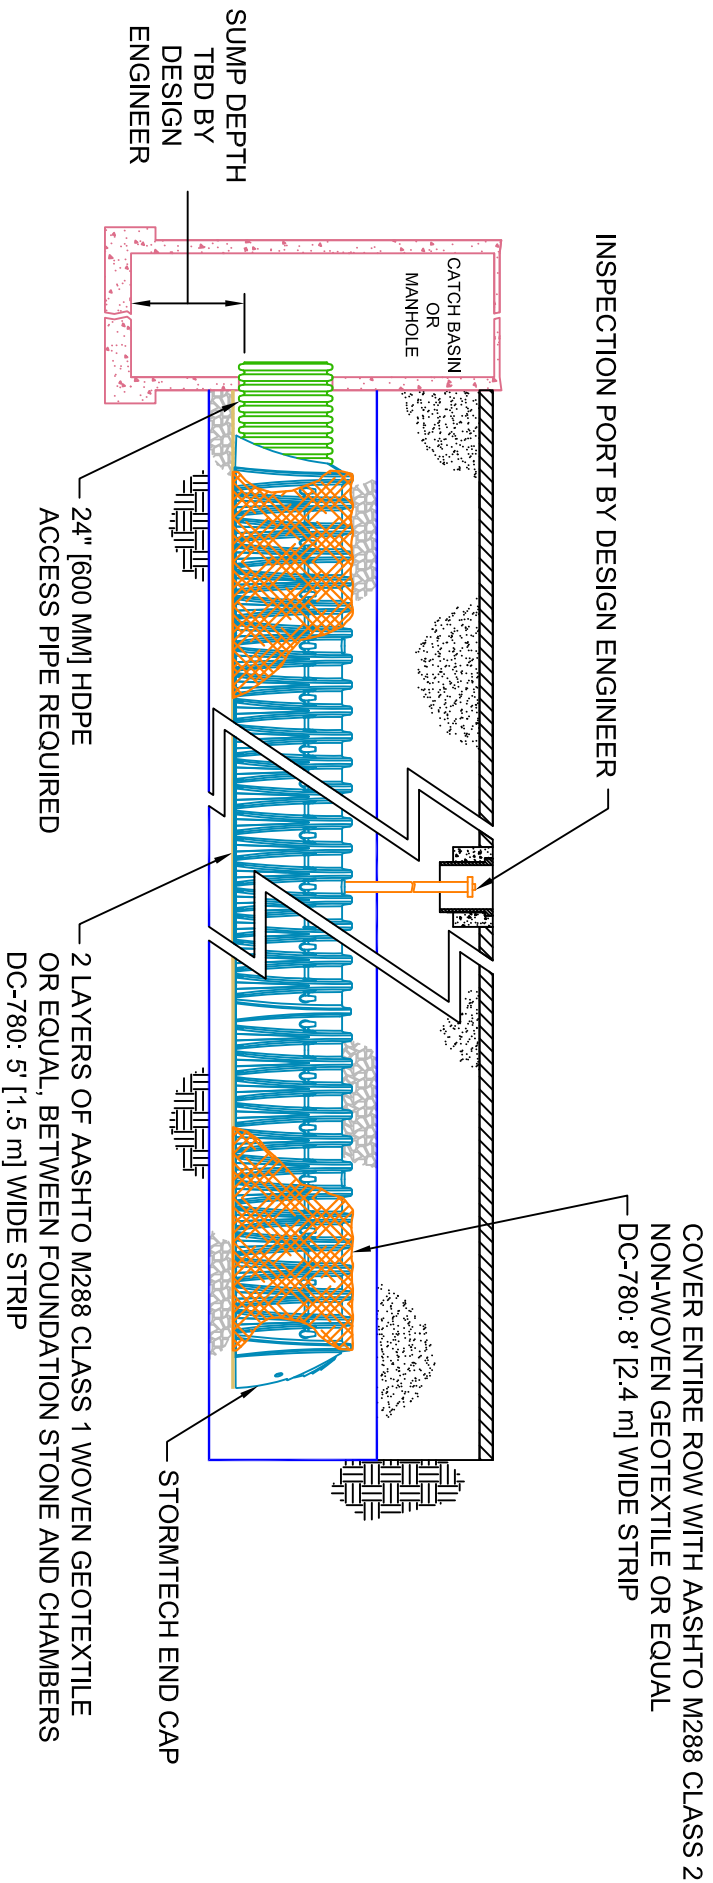 COVER ENTIRE ROW WITH AASHTO M288 CLASS 2
NON-WOVEN GEOTEXTILE OR EQUAL
DC-780: 8' [2.4 m] WIDE STRIP
INSPECTION PORT BY DESIGN ENGINEER
CATCH BASIN
OR
MANHOLE
SUMP DEPTH
TBD BY
DESIGN
ENGINEER
STORMTECH END CAP
24" [600 MM] HDPE
ACCESS PIPE REQUIRED
2 LAYERS OF AASHTO M288 CLASS 1 WOVEN GEOTEXTILE
OR EQUAL, BETWEEN FOUNDATION STONE AND CHAMBERS
DC-780: 5' [1.5 m] WIDE STRIP